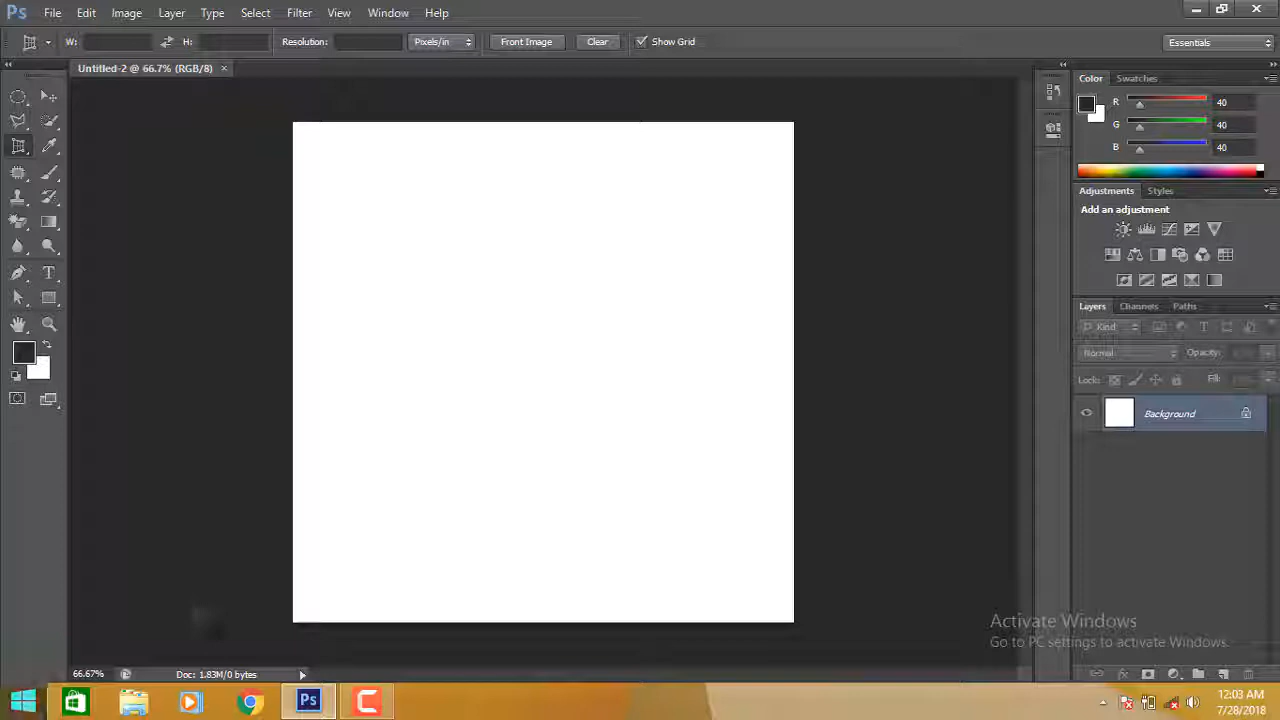 Ps File Edit Image Layer Type Select Filter View Window Help
W: H: Resolution: Pixels/in Front Image Clear Show Grid Essentials
Untitled-2 @ 66.7% (RGB/8) ×
Color Swatches
R 40
G 40
B 40
Adjustments Styles
Add an adjustment
Layers Channels Paths
Kind
Normal Opacity:
Lock: Fill:
Background
T
Activate Windows
Go to PC settings to activate Windows.
66.67% Doc: 1.83M/0 bytes
Ps
12:03 AM
7/28/2018